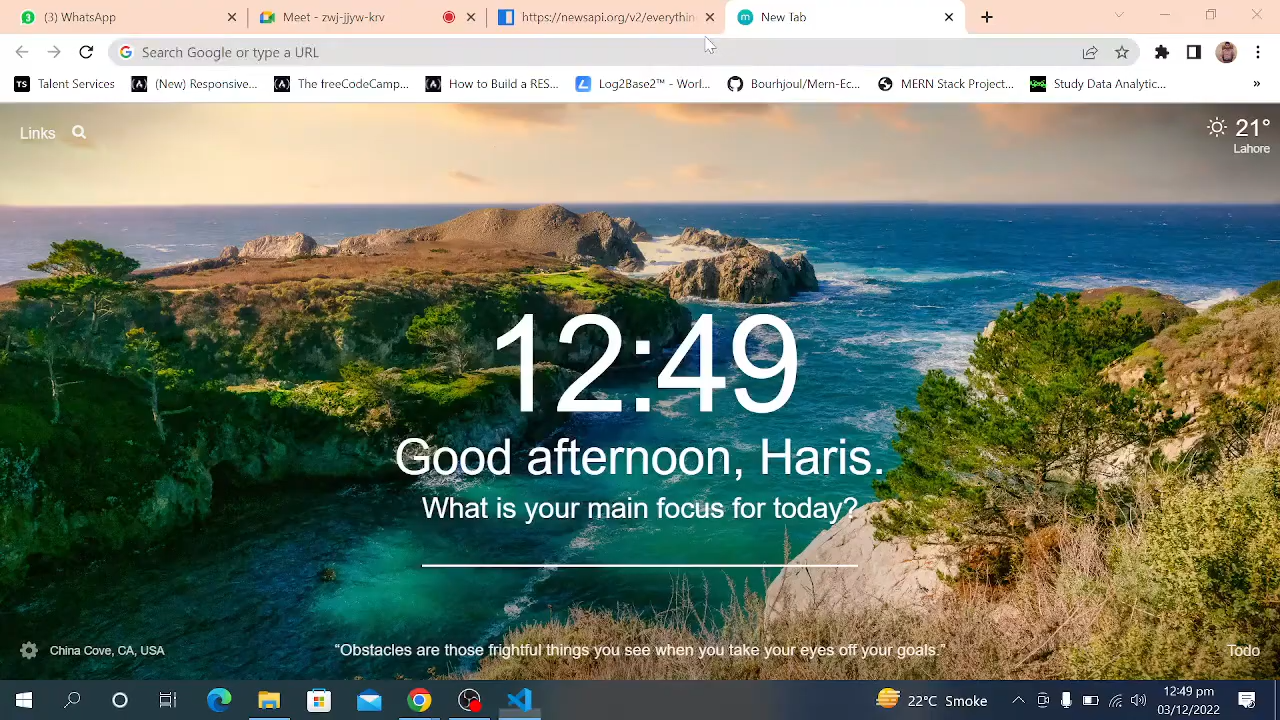 (3) WhatsApp
Meet - zwj-jjyw-krv
https://newsapi.org/v2/everythin
New Tab
Search Google or type a URL
TS Talent Services
(New) Responsive...
The freeCodeCamp...
How to Build a RES...
Log2Base2™ - Worl...
Bourhjoul/Mern-Ec...
MERN Stack Project...
Study Data Analytic...
»
Links
21°
Lahore
12:49
Good afternoon, Haris.
What is your main focus for today?
China Cove, CA, USA
“Obstacles are those frightful things you see when you take your eyes off your goals.”
Todo
22°C Smoke
12:49 pm
03/12/2022